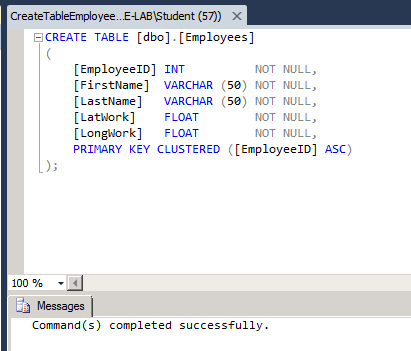 CreateTableEmployee...E-LAB\Student (57))
CREATE TABLE [dbo].[Employees]
(
[EmployeeID] INT NOT NULL,
[FirstName] VARCHAR (50) NOT NULL,
[LastName] VARCHAR (50) NOT NULL,
[LatWork] FLOAT NOT NULL,
[LongWork] FLOAT NOT NULL,
PRIMARY KEY CLUSTERED ([EmployeeID] ASC)
);
100 %
Messages
Command(s) completed successfully.